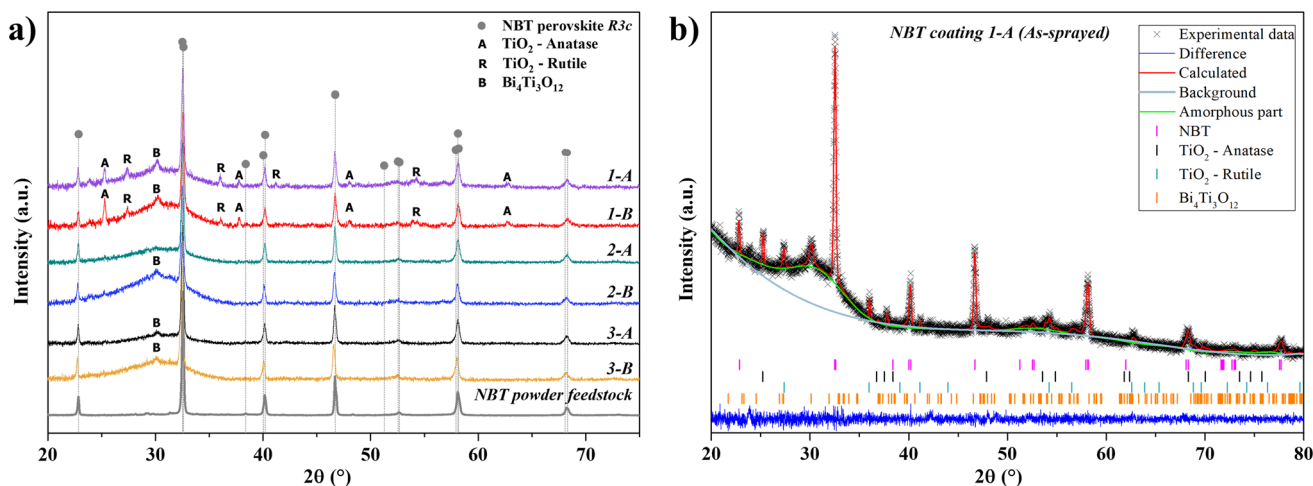 a)
NBT perovskite R3c
A TiO₂ - Anatase
R TiO₂ - Rutile
B Bi₄Ti₃O₁₂
A R B R A R A R A 1-A
A R B R A A R A 1-B
B 2-A
B 2-B
B 3-A
B 3-B
NBT powder feedstock
Intensity (a.u.)
20 30 40 50 60 70
2θ (°)
b)
NBT coating 1-A (As-sprayed)
Experimental data
Difference
Calculated
Background
Amorphous part
NBT
TiO₂ - Anatase
TiO₂ - Rutile
Bi₄Ti₃O₁₂
Intensity (a.u.)
20 30 40 50 60 70 80
2θ (°)